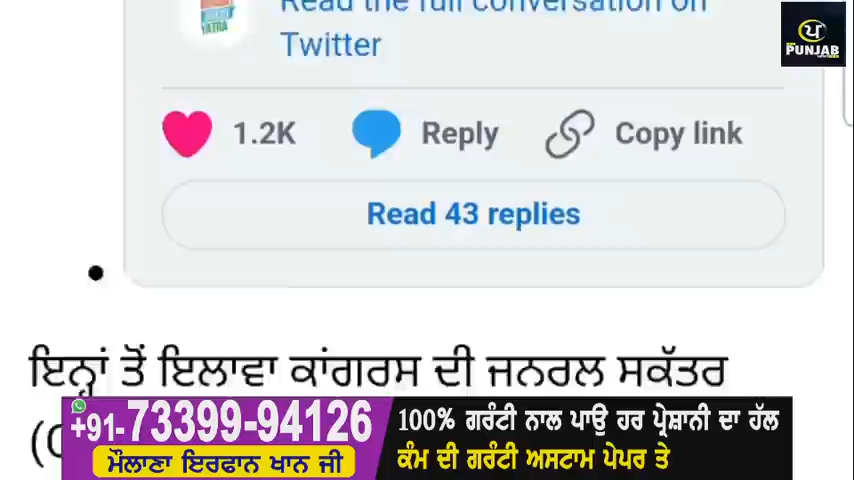 Read the full conversation on
Twitter
ਪ
PUNJAB
1.2K
Reply
Copy link
Read 43 replies
ਇਨ੍ਹਾਂ ਤੋਂ ਇਲਾਵਾ ਕਾਂਗਰਸ ਦੀ ਜਨਰਲ ਸਕੱਤਰ
+91-73399-94126
ਮੌਲਾਣਾ ਇਰਫਾਨ ਖਾਨ ਜੀ
100% ਗਰੰਟੀ ਨਾਲ ਪਾਉ ਹਰ ਪ੍ਰੇਸ਼ਾਨੀ ਦਾ ਹੱਲ
ਕੰਮ ਦੀ ਗਰੰਟੀ ਅਸਟਾਮ ਪੇਪਰ ਤੇ